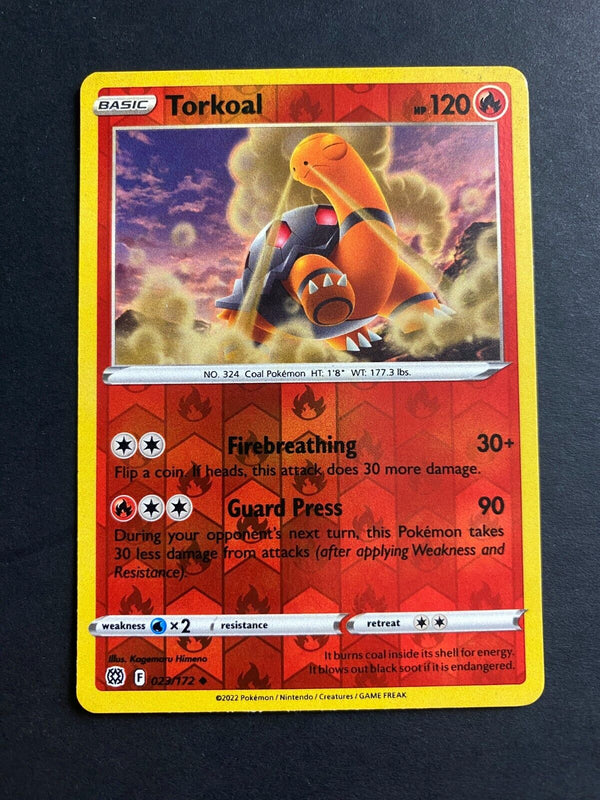 BASIC Torkoal HP 120
NO. 324 Coal Pokémon HT: 1'8" WT: 177.3 lbs.
Firebreathing 30+
Flip a coin. If heads, this attack does 30 more damage.
Guard Press 90
During your opponent's next turn, this Pokémon takes
30 less damage from attacks (after applying Weakness and
Resistance).
weakness ×2 resistance retreat
Illus. Kagemaru Himeno
F 023/172
It burns coal inside its shell for energy.
It blows out black soot if it is endangered.
©2022 Pokémon / Nintendo / Creatures / GAME FREAK